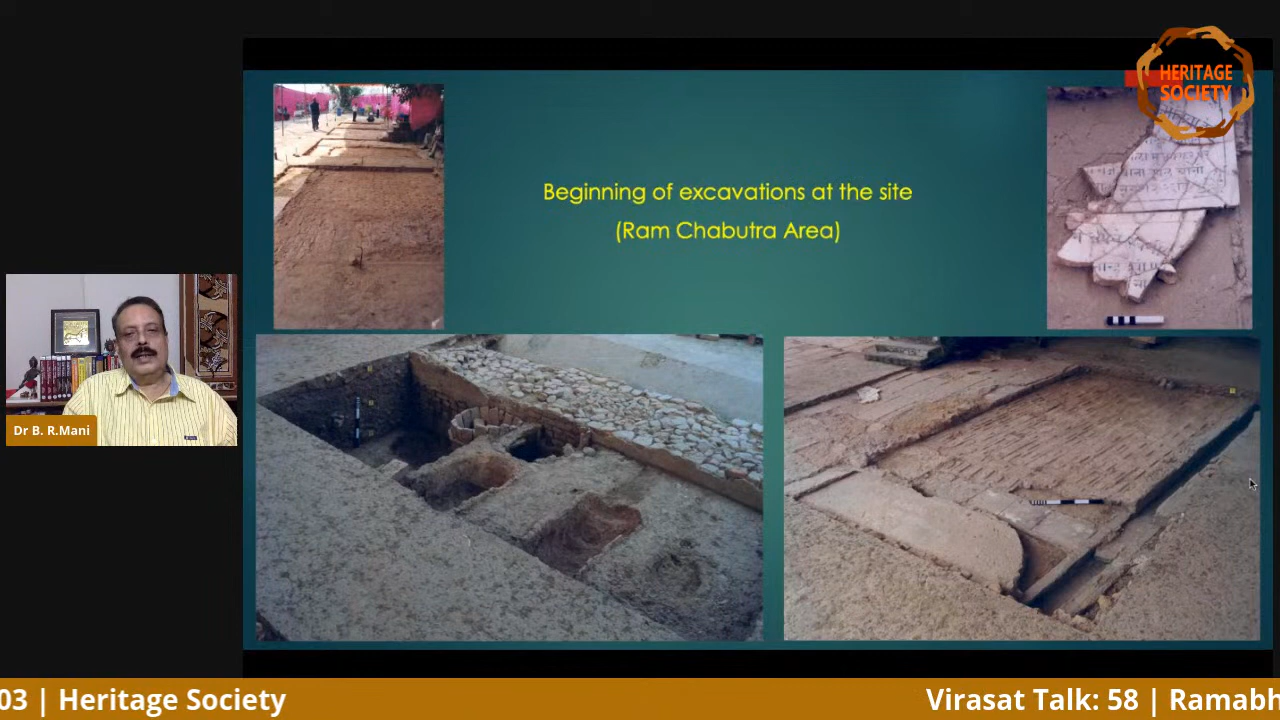 HERITAGE
SOCIETY
Beginning of excavations at the site
(Ram Chabutra Area)
Dr B. R.Mani
03 | Heritage Society
Virasat Talk: 58 | Ramabh